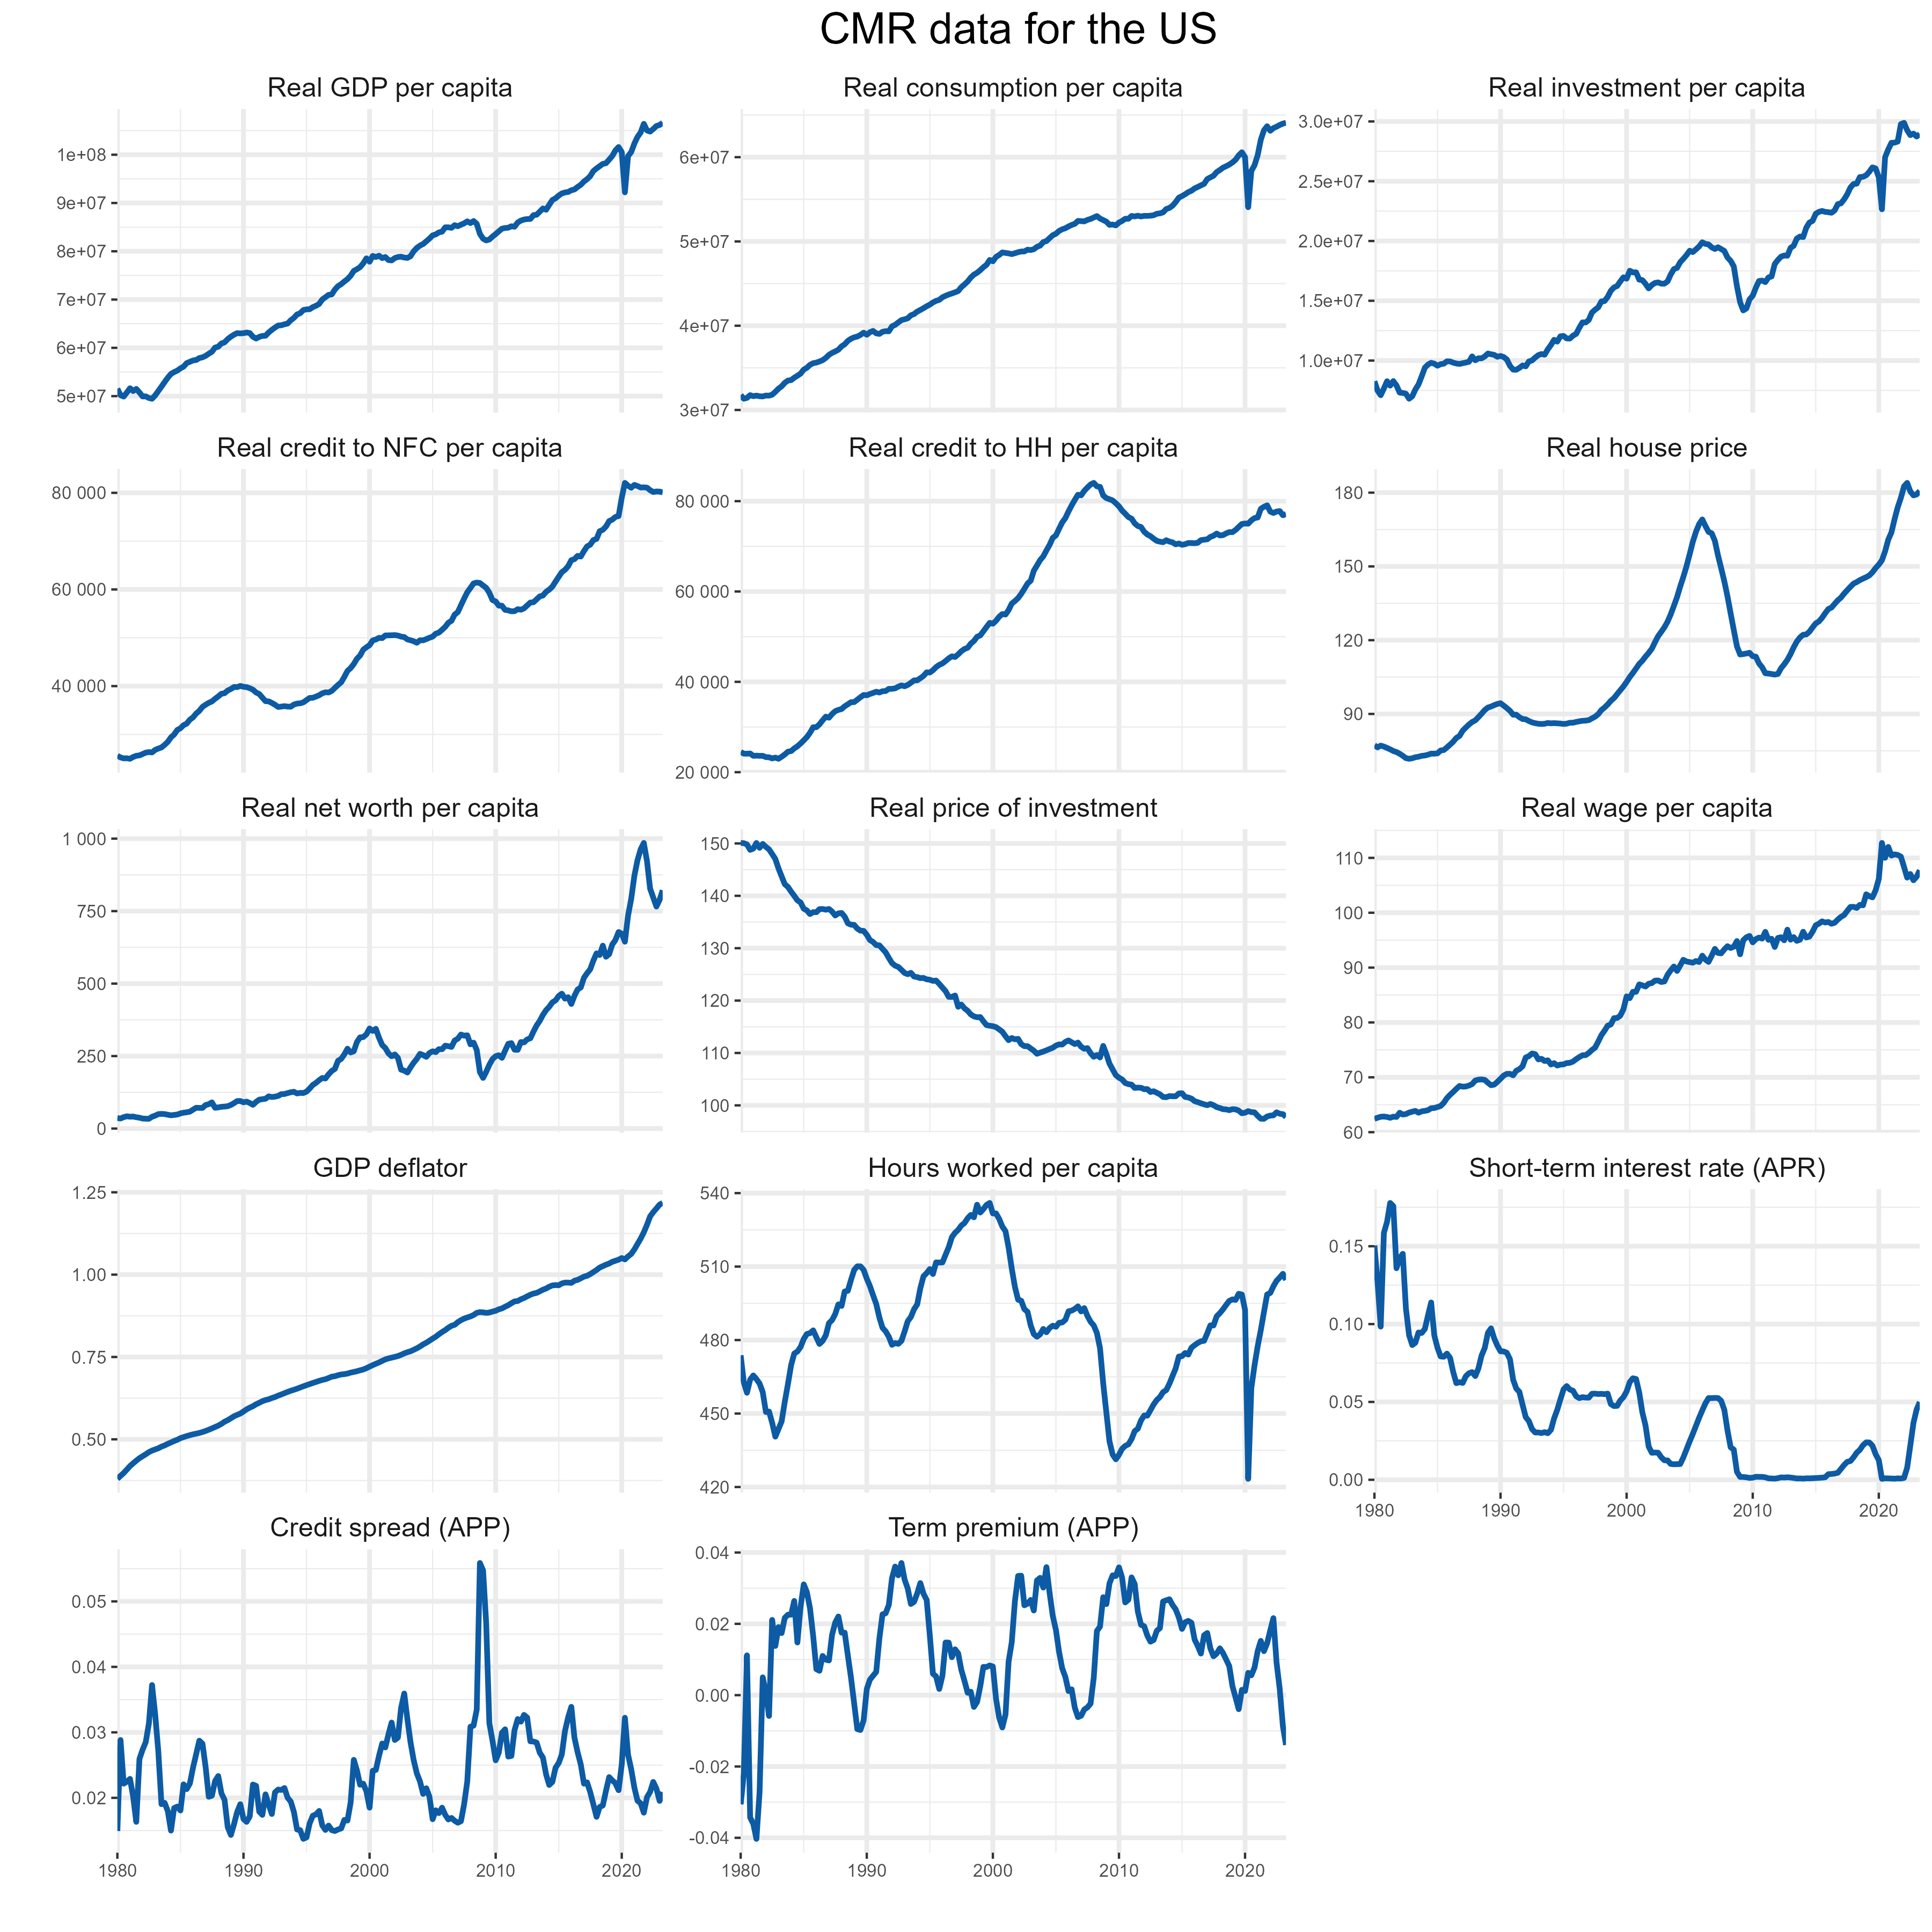 CMR data for the US
Real GDP per capita
Real consumption per capita
Real investment per capita
1e+08
9e+07
8e+07
7e+07
6e+07
5e+07
6e+07
5e+07
4e+07
3e+07
3.0e+07
2.5e+07
2.0e+07
1.5e+07
1.0e+07
Real credit to NFC per capita
Real credit to HH per capita
Real house price
80 000
60 000
40 000
80 000
60 000
40 000
20 000
180
150
120
90
Real net worth per capita
Real price of investment
Real wage per capita
1 000
750
500
250
0
150
140
130
120
110
100
110
100
90
80
70
60
GDP deflator
Hours worked per capita
Short-term interest rate (APR)
1.25
1.00
0.75
0.50
540
510
480
450
420
0.15
0.10
0.05
0.00
1980 1990 2000 2010 2020
Credit spread (APP)
Term premium (APP)
0.05
0.04
0.03
0.02
1980 1990 2000 2010 2020
0.04
0.02
0.00
-0.02
-0.04
1980 1990 2000 2010 2020